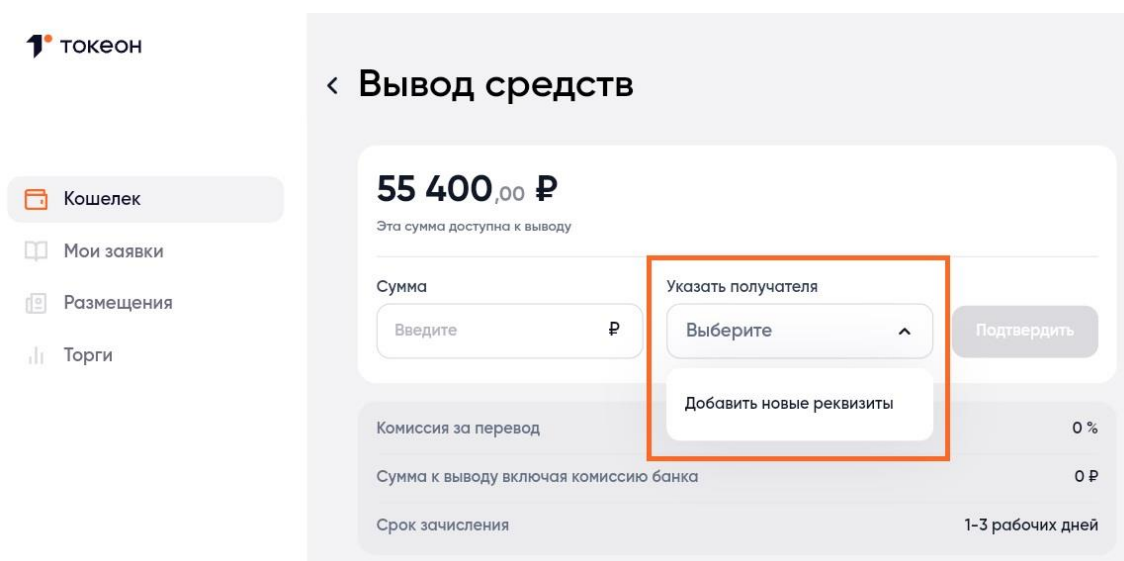 токеон
Вывод средств
Кошелек
Мои заявки
Размещения
Торги
55 400,00 ₽
Эта сумма доступна к выводу
Сумма
Введите ₽
Указать получателя
Выберите
Подтвердить
Добавить новые реквизиты
Комиссия за перевод 0 %
Сумма к выводу включая комиссию банка 0 ₽
Срок зачисления 1-3 рабочих дней